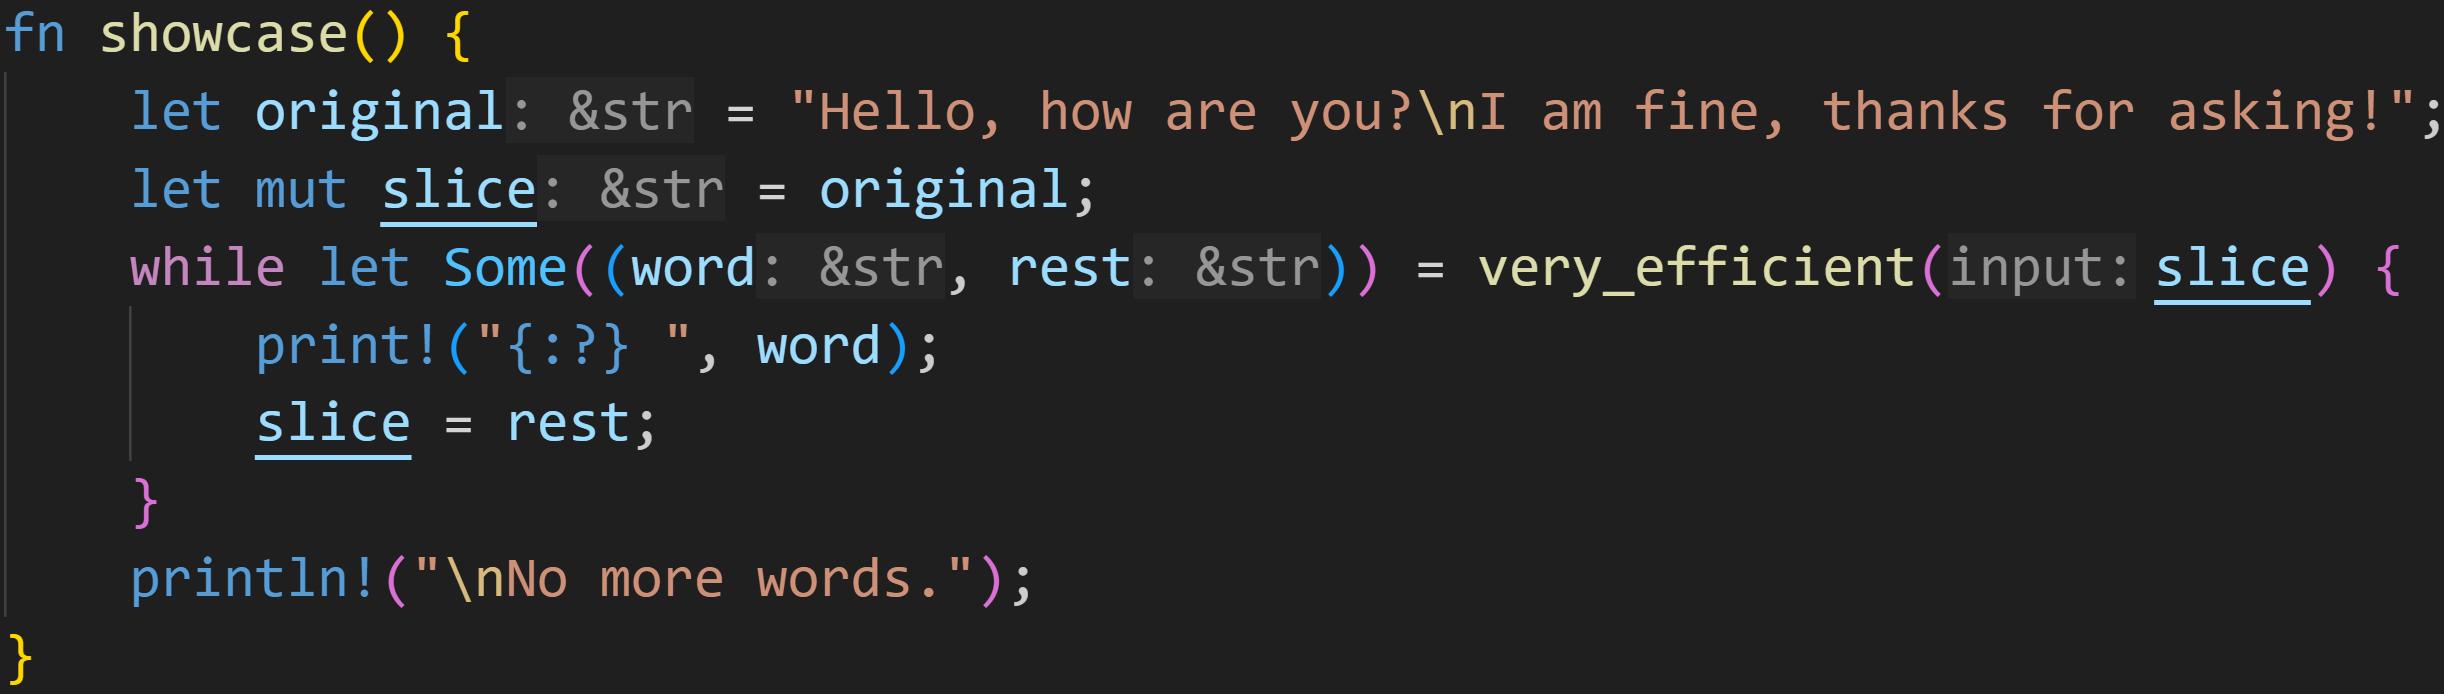 fn showcase() {
    let original: &str = "Hello, how are you?\nI am fine, thanks for asking!";
    let mut slice: &str = original;
    while let Some((word: &str, rest: &str)) = very_efficient(input: slice) {
        print!("{:?} ", word);
        slice = rest;
    }
    println!("\nNo more words.");
}